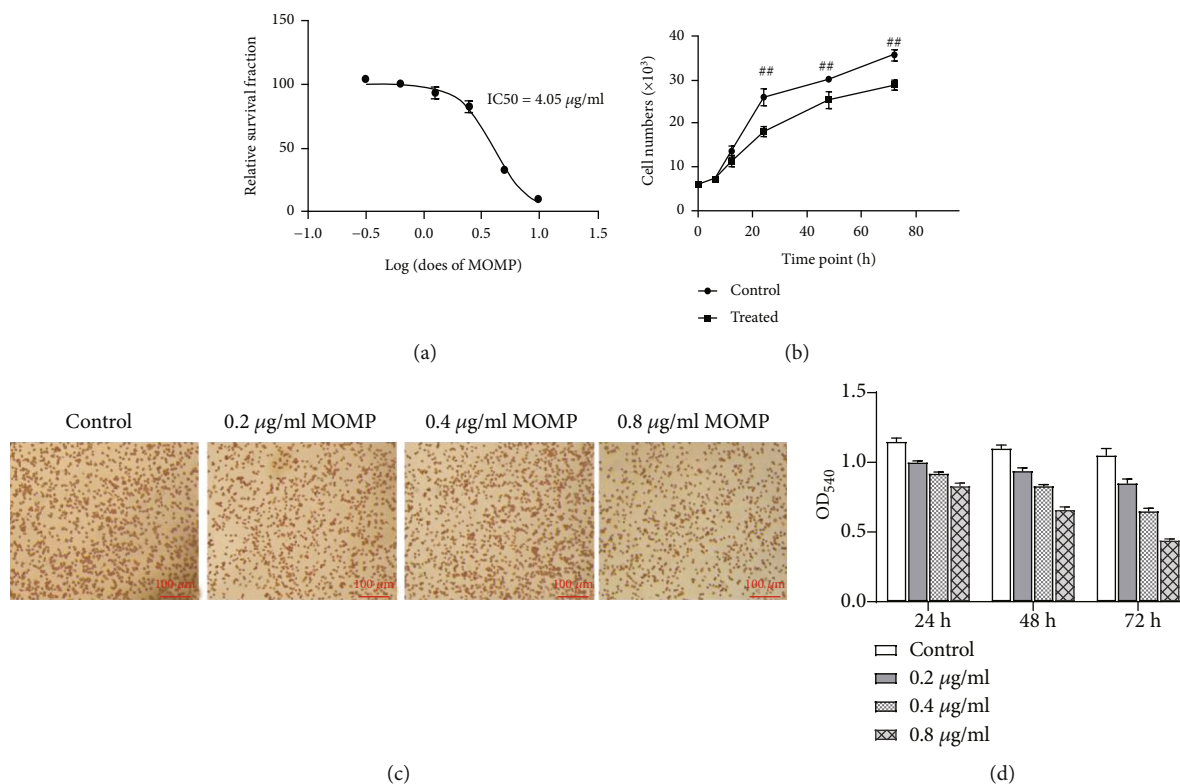 150
100
50
0
Relative survival fraction
IC50 = 4.05 μg/ml
−1.0 −0.5 0.0 0.5 1.0 1.5
Log (does of MOMP)
(a)
40
30
20
10
0
Cell numbers (×10³)
## ## ##
0 20 40 60 80
Time point (h)
Control
Treated
(b)
Control 0.2 μg/ml MOMP 0.4 μg/ml MOMP 0.8 μg/ml MOMP
100 μm 100 μm 100 μm 100 μm
(c)
1.5
1.0
0.5
0.0
OD₅₄₀
24 h 48 h 72 h
Control
0.2 μg/ml
0.4 μg/ml
0.8 μg/ml
(d)